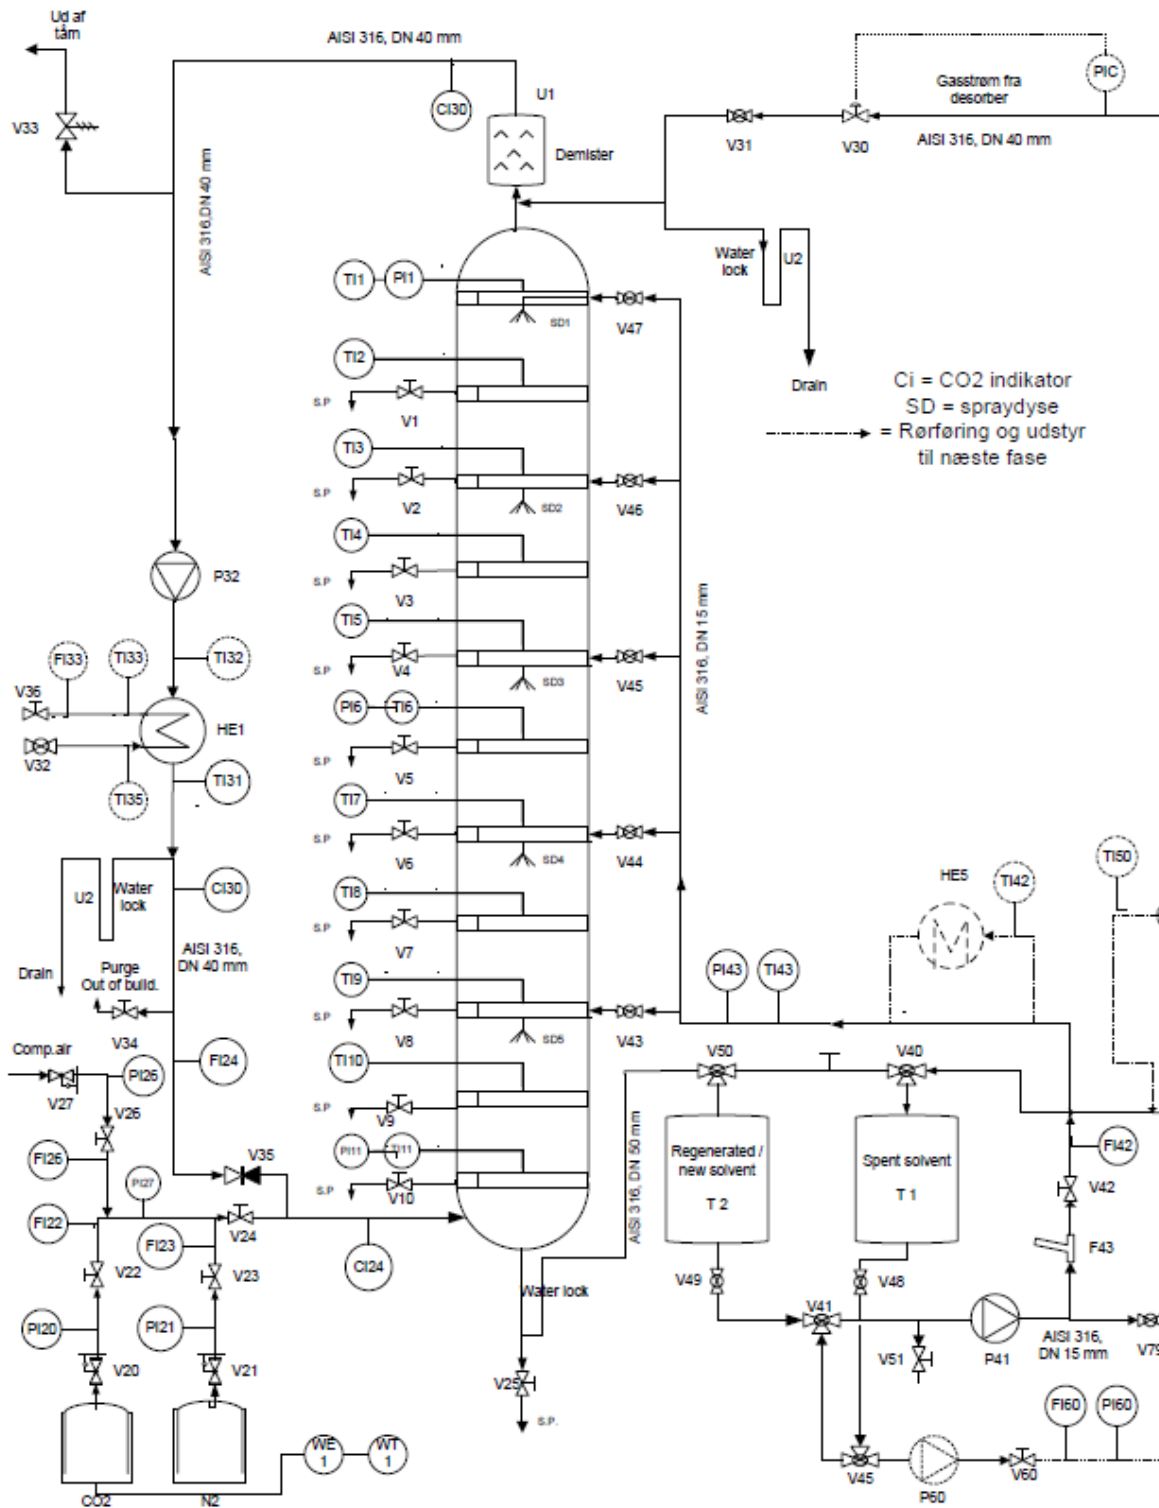 Ud af
tårn
AISI 316, DN 40 mm
V33
CI30
U1
Demister
PIC
Gasstrøm fra
desorber
V31
V30
AISI 316, DN 40 mm
AISI 316,DN 40 mm
Water
lock
U2
Drain
TI1
PI1
SD1
V47
TI2
S.P
V1
Ci = CO2 indikator
SD = spraydyse
= Rørføring og udstyr
til næste fase
TI3
S.P
V2
SD2
V46
TI4
S.P
V3
P32
AISI 316, DN 15 mm
TI5
S.P
V4
SD3
V45
FI33
TI33
TI32
V36
HE1
V32
TI35
TI31
PI6
TI6
S.P
V5
TI7
S.P
V6
SD4
V44
U2
Water
lock
CI30
TI8
S.P
V7
HE5
TI42
TI50
AISI 316,
DN 40 mm
Drain
Purge
Out of build.
V34
TI9
S.P
V8
SD5
V43
PI43
TI43
Comp.air
V27
PI26
V26
FI24
TI10
S.P
V9
V50
V40
AISI 316, DN 50 mm
Regenerated /
new solvent
T 2
Spent solvent
T 1
FI42
V42
FI26
V35
PI11
TI11
S.P
V10
PI27
FI22
FI23
V24
CI24
F43
V22
V23
Water lock
V49
V48
PI20
PI21
V41
V51
P41
AISI 316,
DN 15 mm
V79
V20
V21
V25
S.P.
FI60
PI60
WE
1
WT
1
V45
P60
V60
CO2
N2